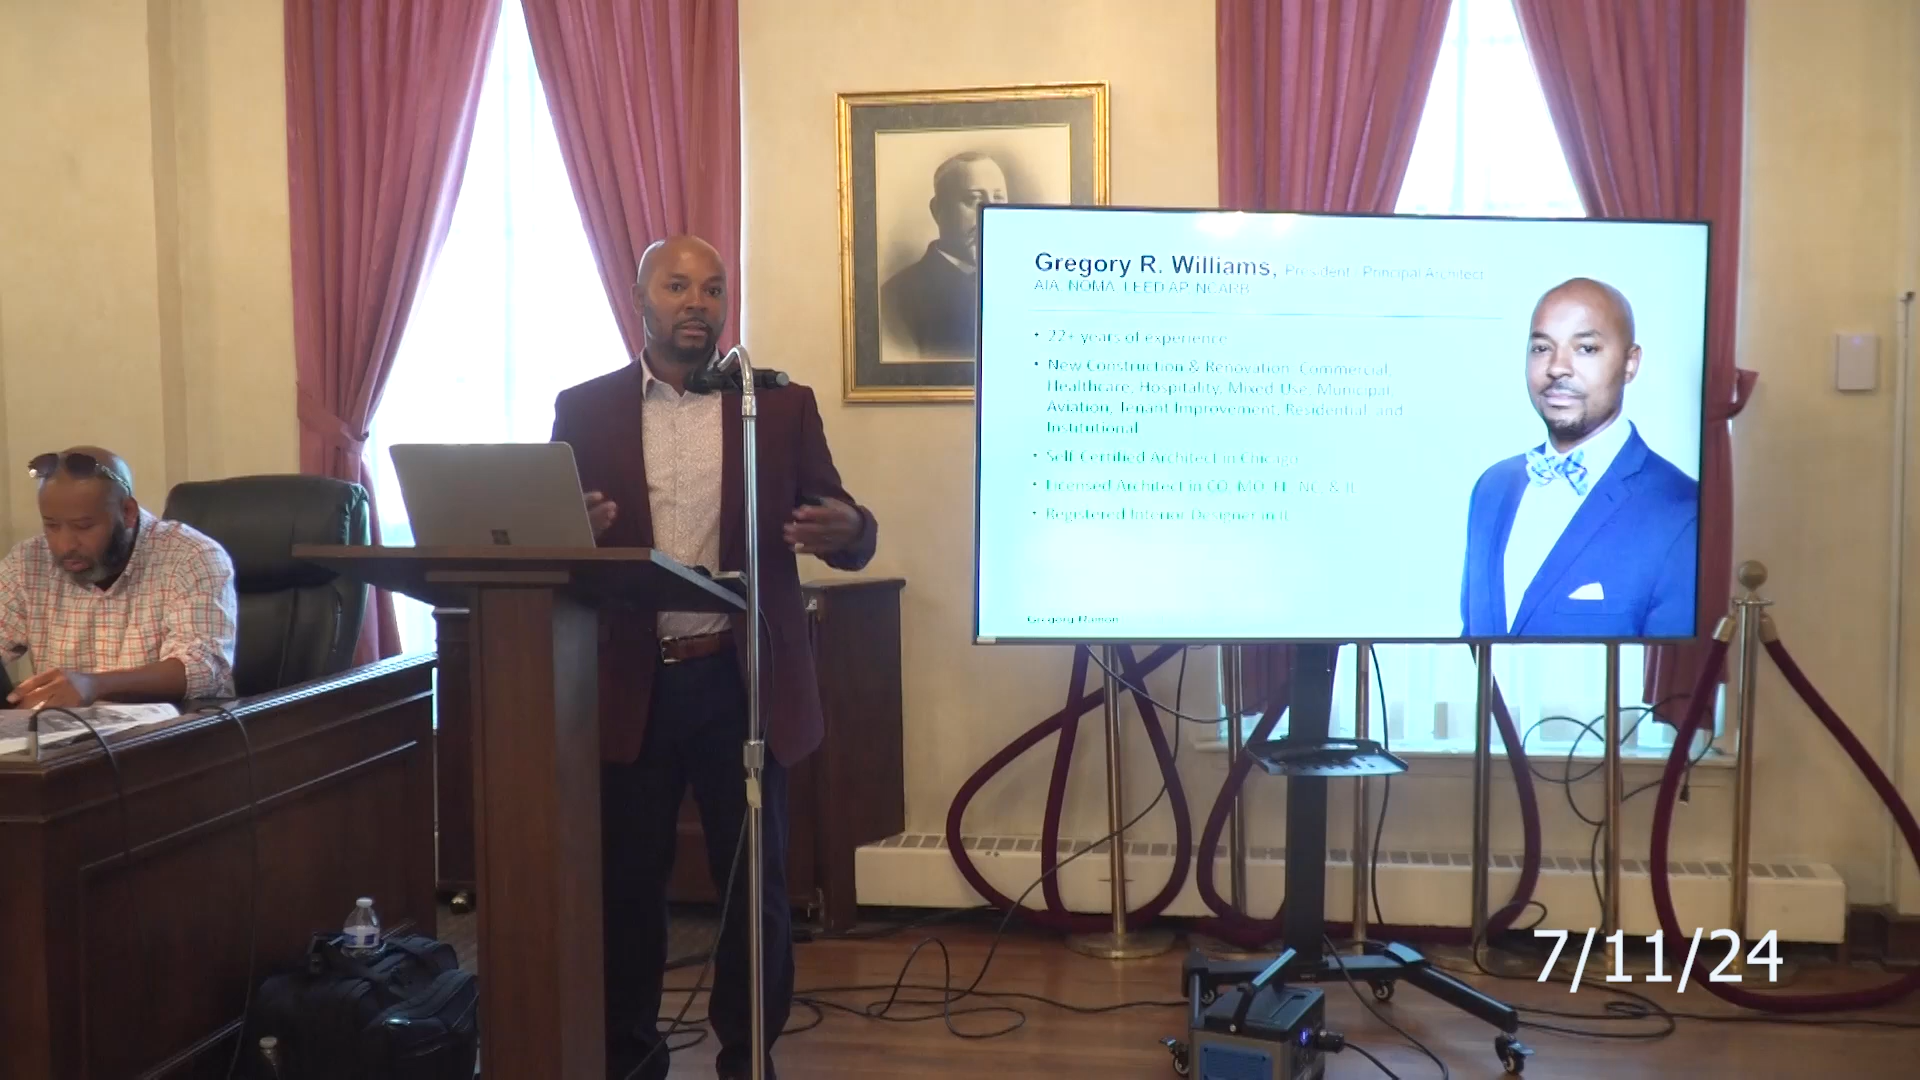 Gregory R. Williams, President - Principal Architect
AIA, NOMA, LEED AP, NCARB
• 22+ years of experience
• New Construction & Renovation: Commercial,
Healthcare, Hospitality, Mixed Use, Municipal,
Aviation, Tenant Improvement, Residential, and
Institutional
• Self-Certified Architect in Chicago
• Licensed Architect in CO, MO, FL, NC, & IL
• Registered Interior Designer in IL
Gregory Ramon
7/11/24